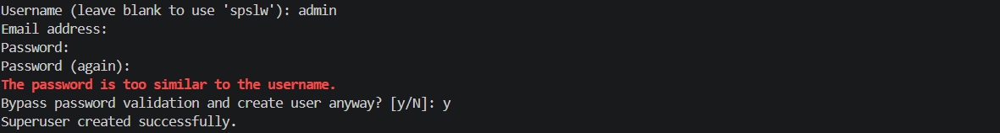 Username (leave blank to use 'spslw'): admin
Email address:
Password:
Password (again):
The password is too similar to the username.
Bypass password validation and create user anyway? [y/N]: y
Superuser created successfully.